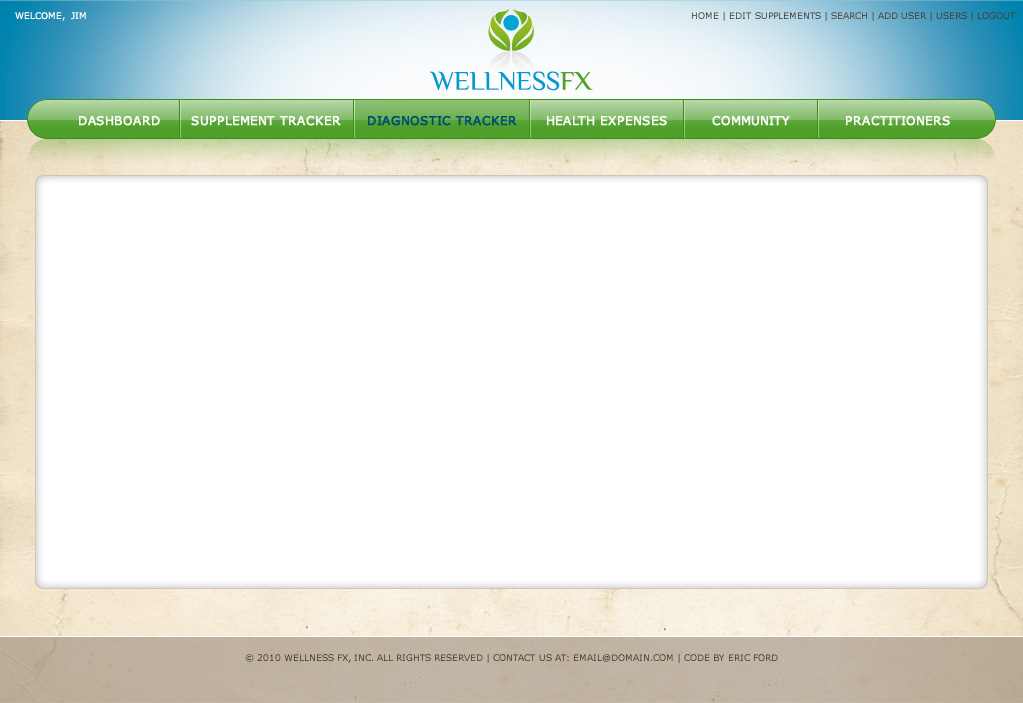 WELCOME, JIM
HOME | EDIT SUPPLEMENTS | SEARCH | ADD USER | USERS | LOGOUT
WELLNESSFX
DASHBOARD SUPPLEMENT TRACKER DIAGNOSTIC TRACKER HEALTH EXPENSES COMMUNITY PRACTITIONERS
© 2010 WELLNESS FX, INC. ALL RIGHTS RESERVED | CONTACT US AT: EMAIL@DOMAIN.COM | CODE BY ERIC FORD